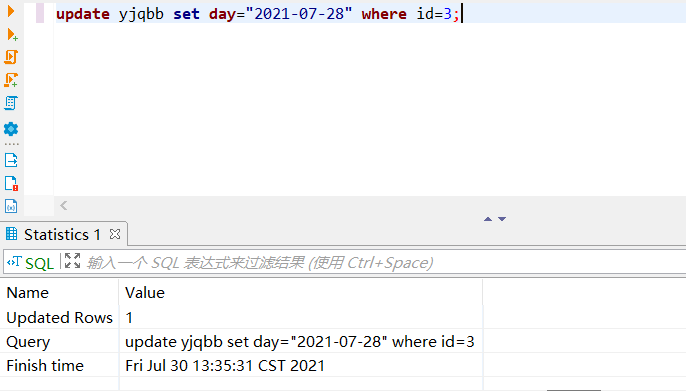 update yjqbb set day="2021-07-28" where id=3;
Statistics 1
SQL 输入一个 SQL 表达式来过滤结果 (使用 Ctrl+Space)
Name Value
Updated Rows 1
Query update yjqbb set day="2021-07-28" where id=3
Finish time Fri Jul 30 13:35:31 CST 2021